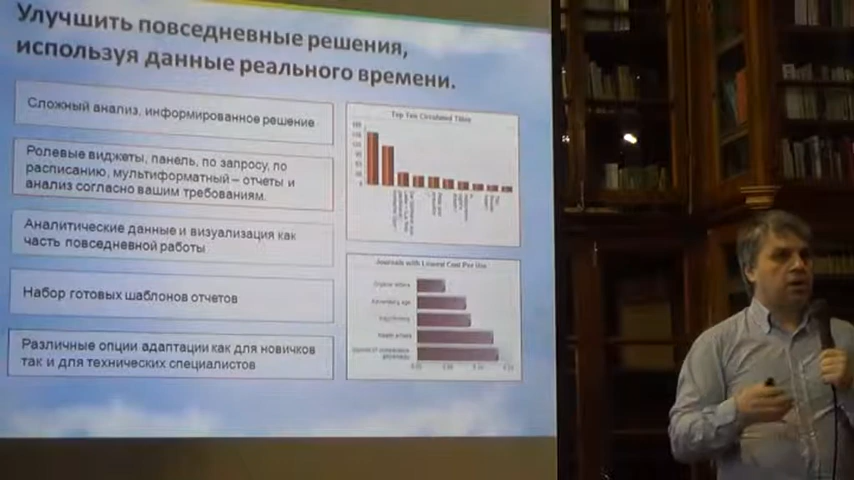 Улучшить повседневные решения,
используя данные реального времени.
Сложный анализ, информированное решение
Ролевые виджеты, панель, по запросу, по
расписанию, мультиформатный – отчеты и
анализ согласно вашим требованиям.
Аналитические данные и визуализация как
часть повседневной работы
Набор готовых шаблонов отчетов
Различные опции адаптации как для новичков
так и для технических специалистов
Top Ten Circulated Titles
Journals with Lowest Cost Per Use